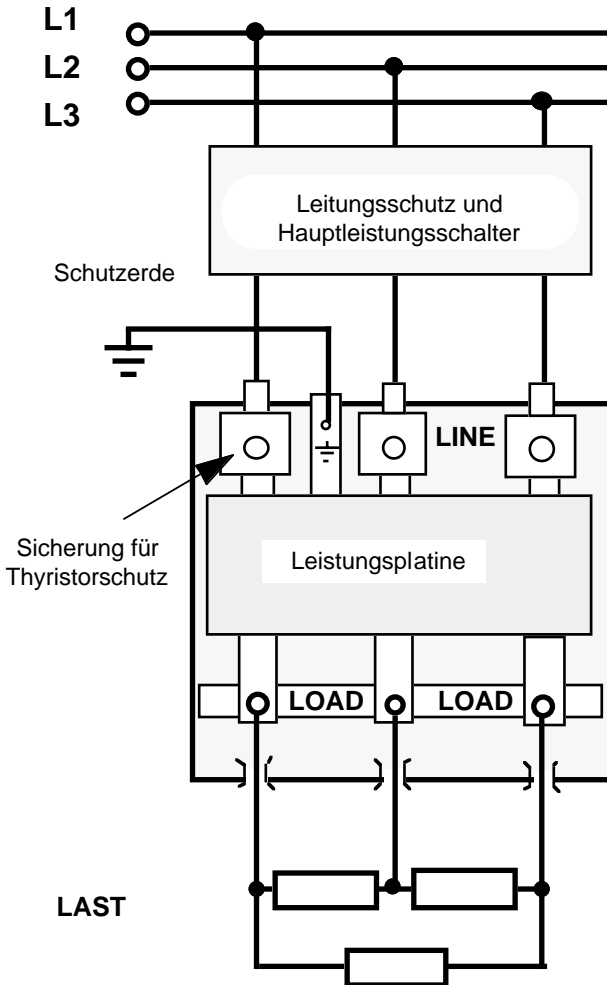 L1
L2
L3
Leitungsschutz und
Hauptleistungsschalter
Schutzerde
LINE
Sicherung für
Thyristorschutz
Leistungsplatine
LOAD
LOAD
LAST